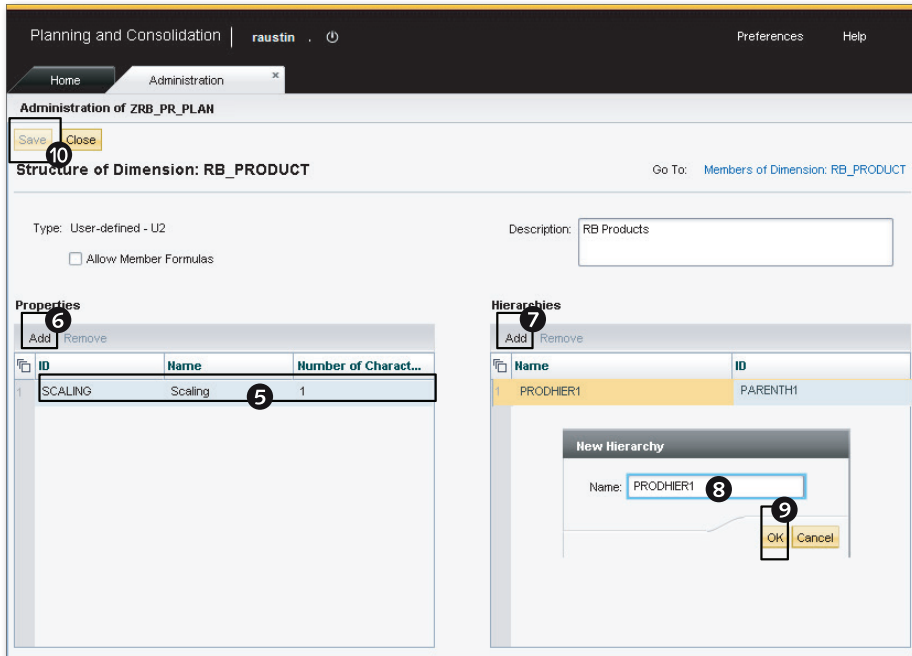 Planning and Consolidation | raustin . Preferences Help
Home Administration ×
Administration of ZRB_PR_PLAN
Save Close
10
Structure of Dimension: RB_PRODUCT Go To: Members of Dimension: RB_PRODUCT
Type: User-defined - U2 Description: RB Products
Allow Member Formulas
Properties Hierarchies
6 7
Add Remove Add Remove
ID Name Number of Charact... Name ID
1 SCALING Scaling 5 1 1 PRODHIER1 PARENTH1
New Hierarchy
Name: PRODHIER1 8
9
OK Cancel